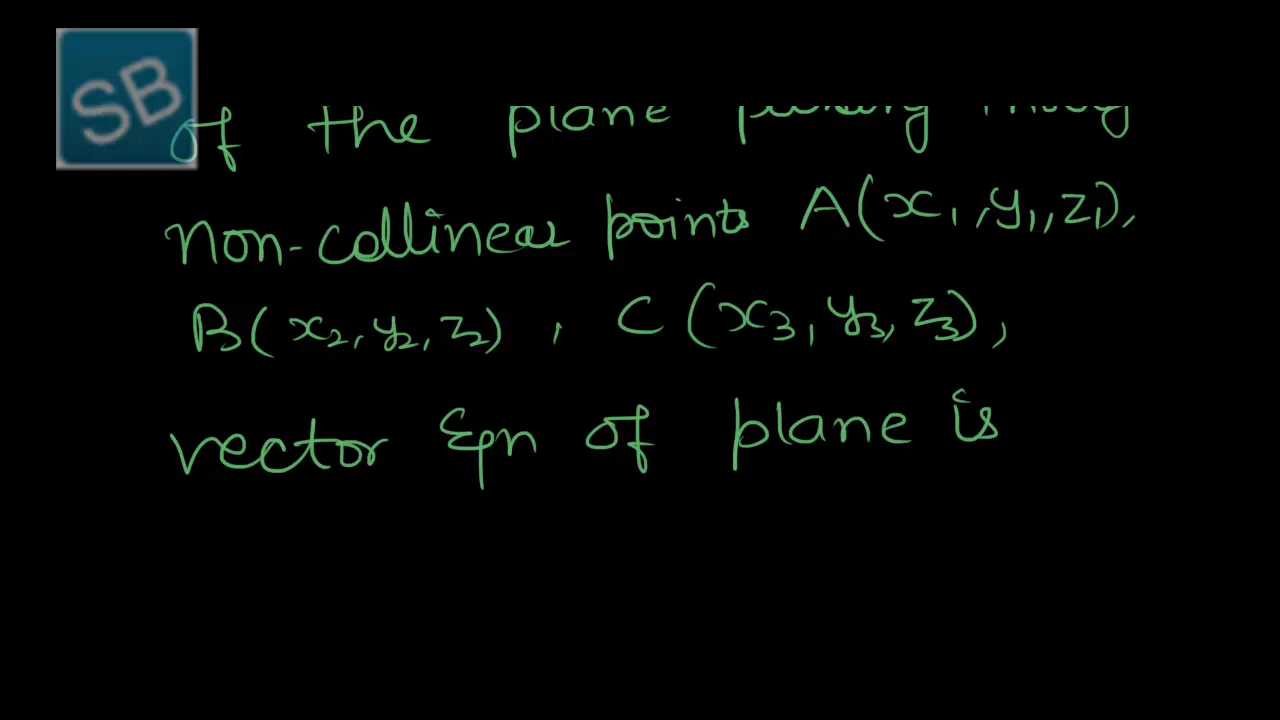 SB
of the plane
non-collinear points A(x₁,y₁,z₁),
B(x₂,y₂,z₂), C(x₃,y₃,z₃),
vector Eqn of plane is